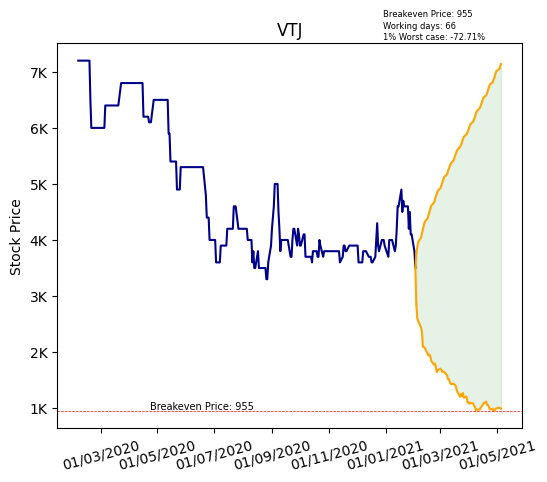 Breakeven Price: 955
Working days: 66
1% Worst case: -72.71%
VTJ
Stock Price
7K
6K
5K
4K
3K
2K
1K
Breakeven Price: 955
01/03/2020
01/05/2020
01/07/2020
01/09/2020
01/11/2020
01/01/2021
01/03/2021
01/05/2021